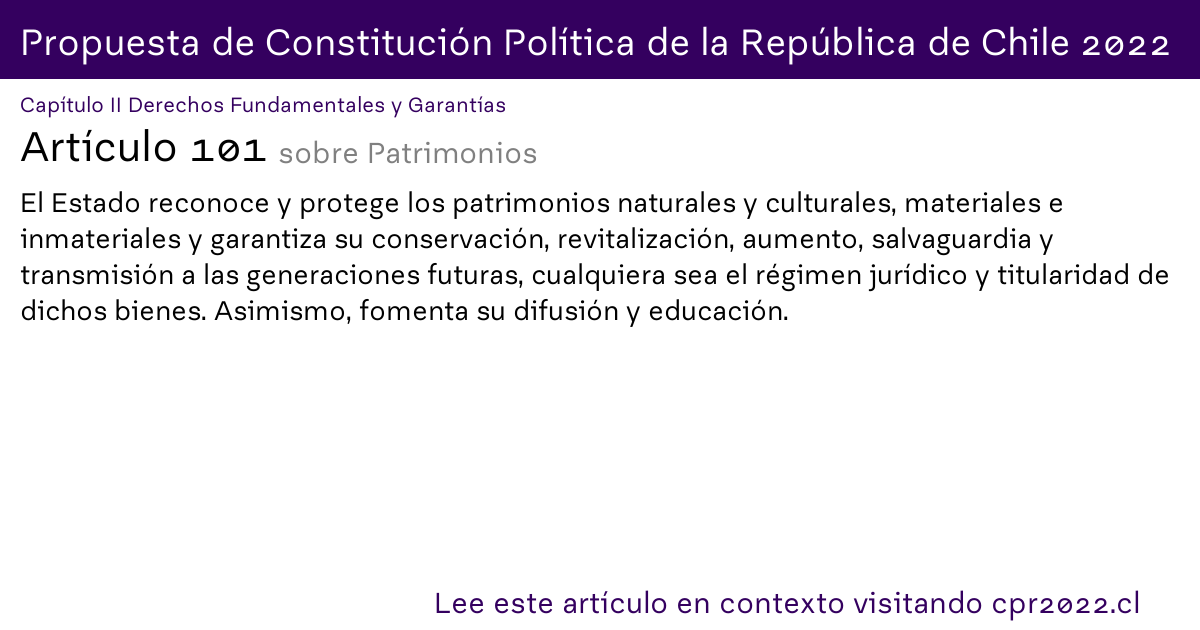 Propuesta de Constitución Política de la República de Chile 2022
Capítulo II Derechos Fundamentales y Garantías
Artículo 101 sobre Patrimonios
El Estado reconoce y protege los patrimonios naturales y culturales, materiales e
inmateriales y garantiza su conservación, revitalización, aumento, salvaguardia y
transmisión a las generaciones futuras, cualquiera sea el régimen jurídico y titularidad de
dichos bienes. Asimismo, fomenta su difusión y educación.
Lee este artículo en contexto visitando cpr2022.cl